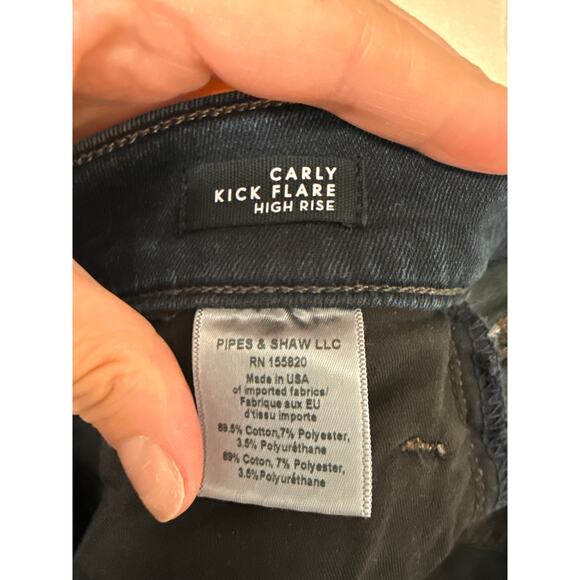 CARLY
KICK FLARE
HIGH RISE
PIPES & SHAW LLC
RN 155820
Made in USA
of imported fabrics/
Fabrique aux EU
d'tissu importe
89.5% Cotton,7% Polyester,
3.5% Polyuréthane
89% Coton, 7% Polyester,
3.5%Polyuréthane